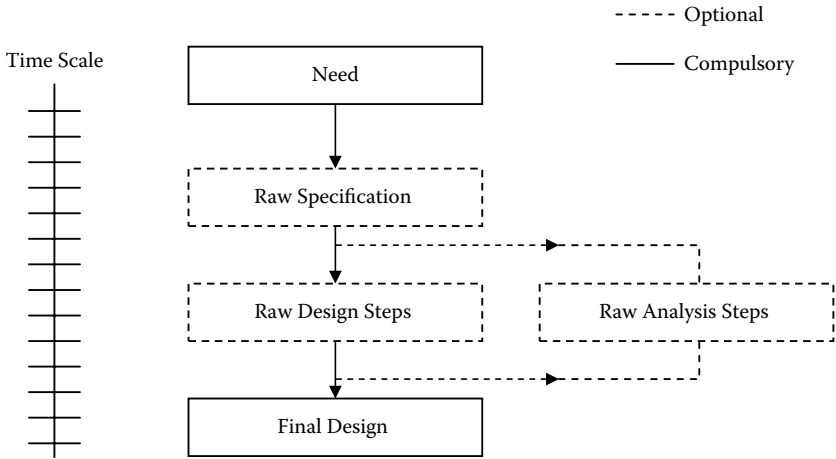 Optional
Time Scale
Compulsory
Need
Raw Specification
Raw Design Steps
Raw Analysis Steps
Final Design